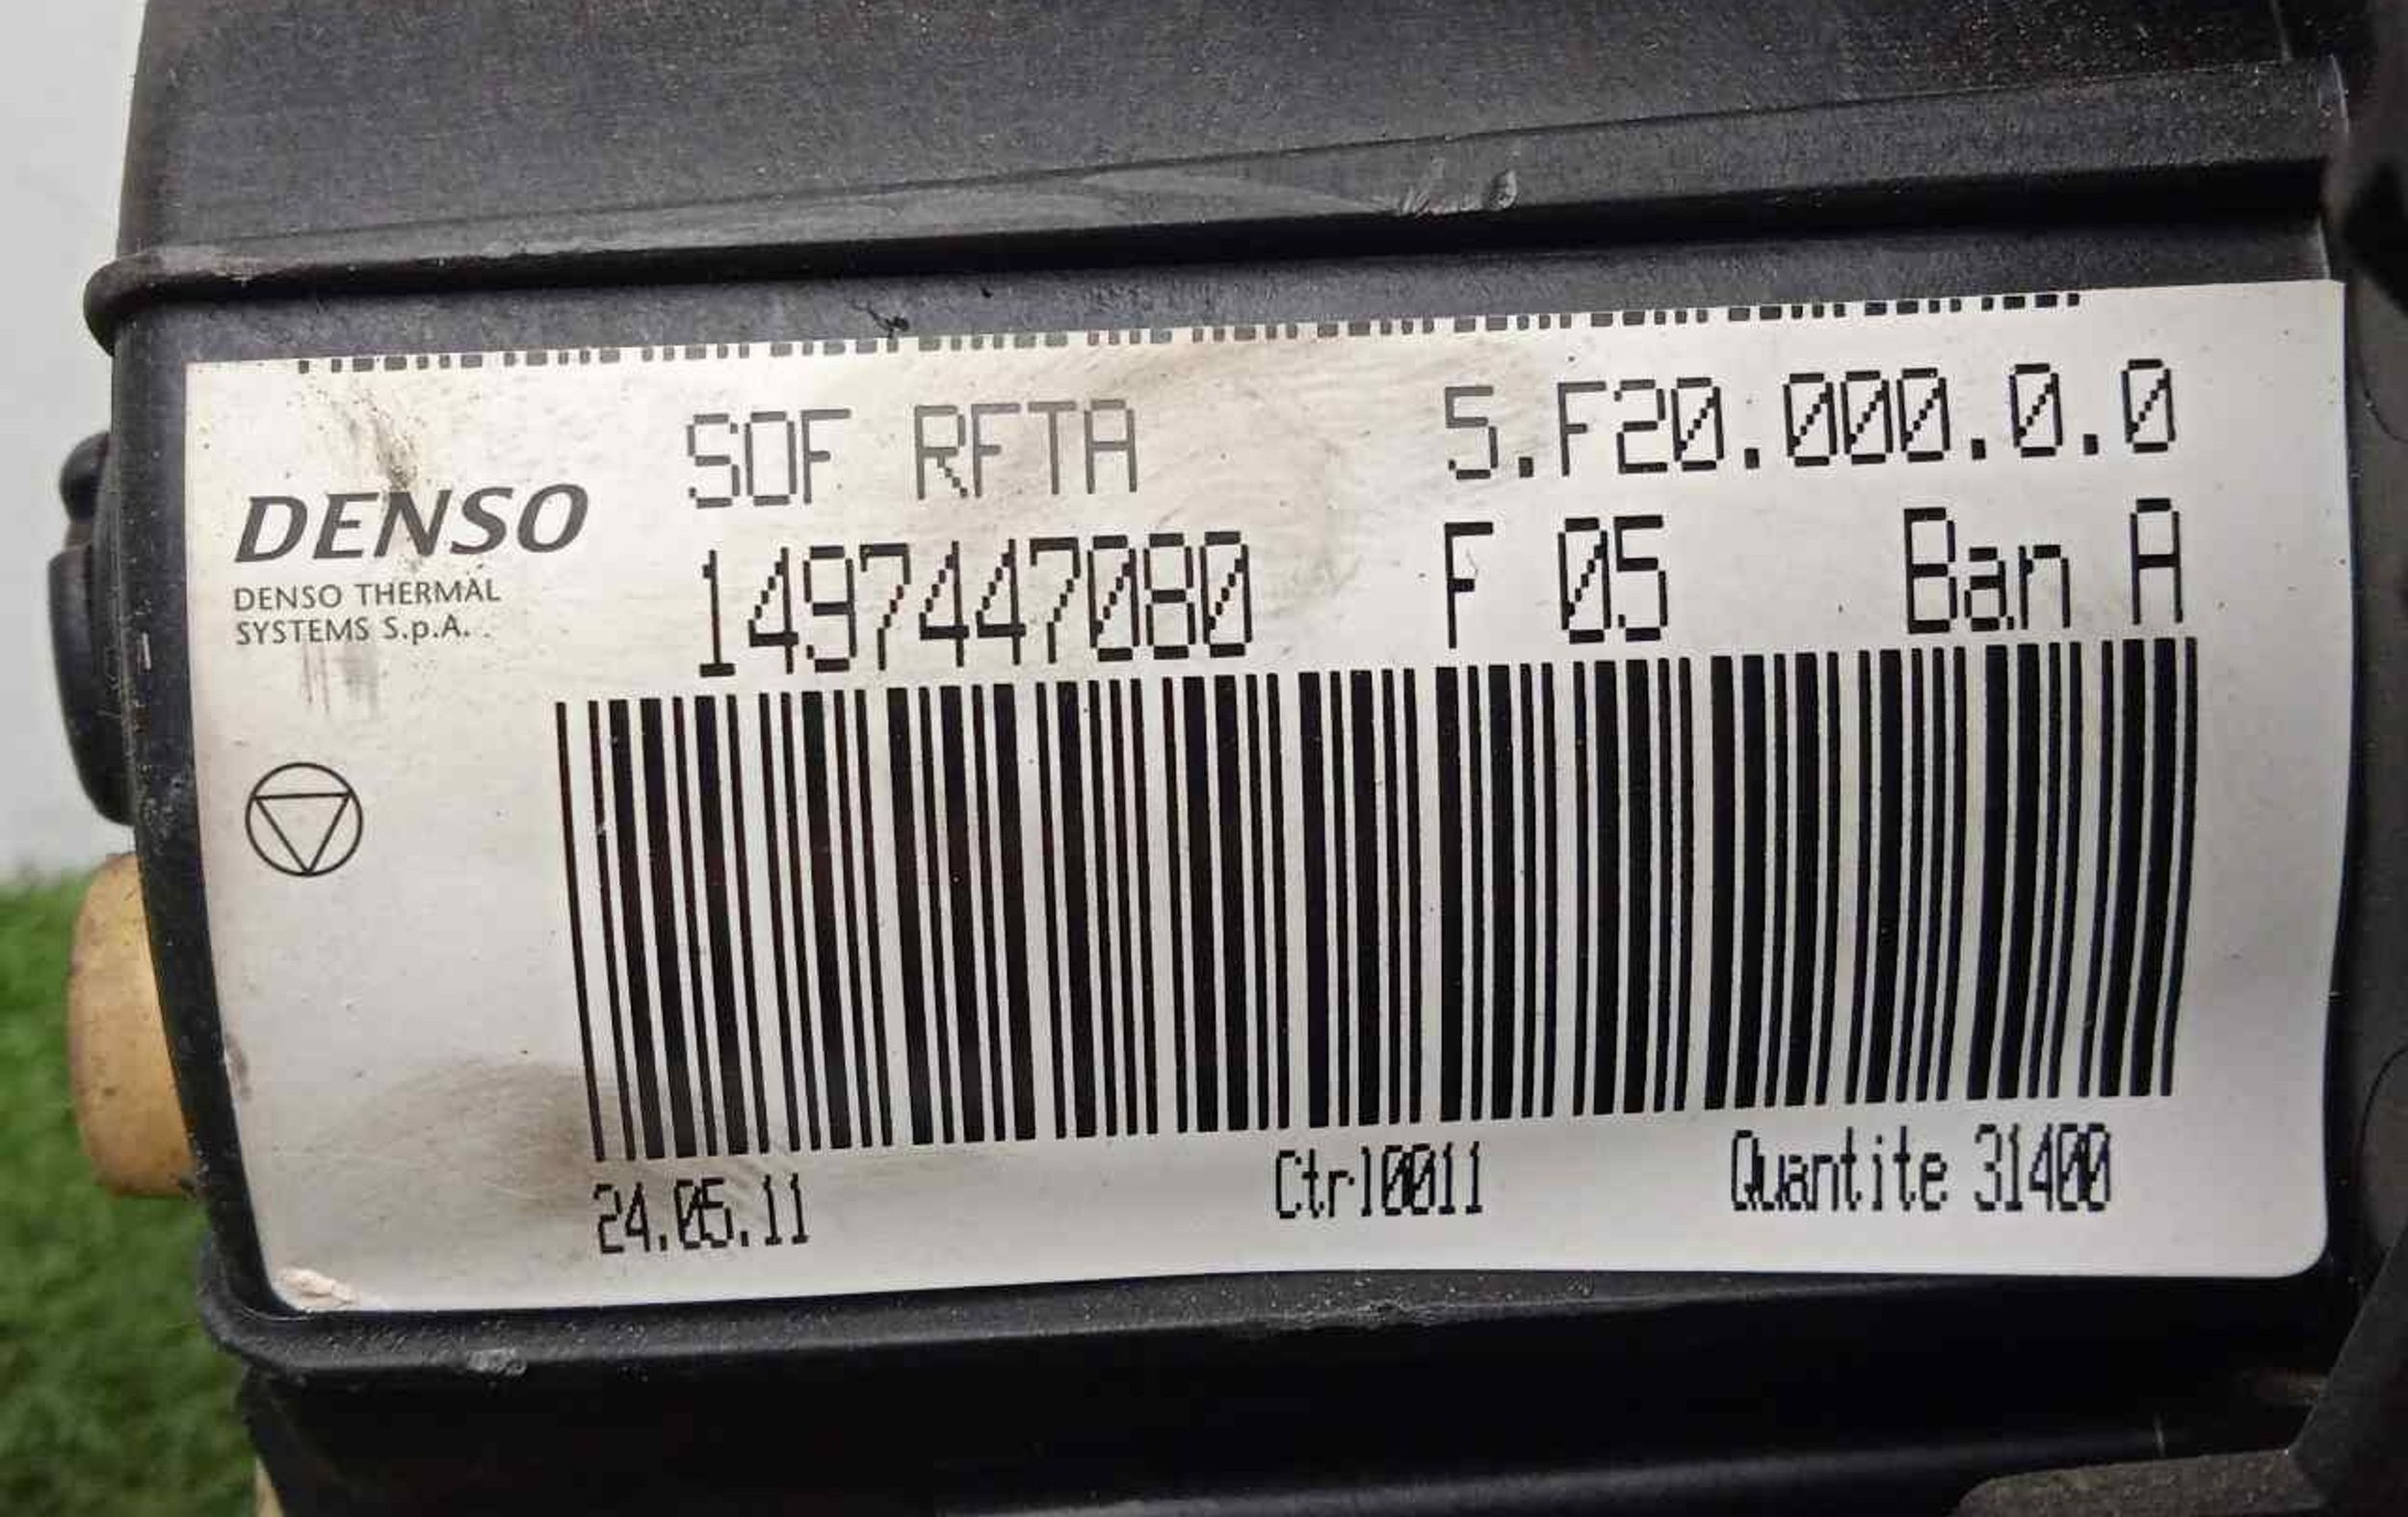 SOF RFTA 5.F20.000.0.0
DENSO 1497447080 F 05 Ban A
DENSO THERMAL
SYSTEMS S.p.A.
24.05.11 Ctrl0011 Quantite 31400